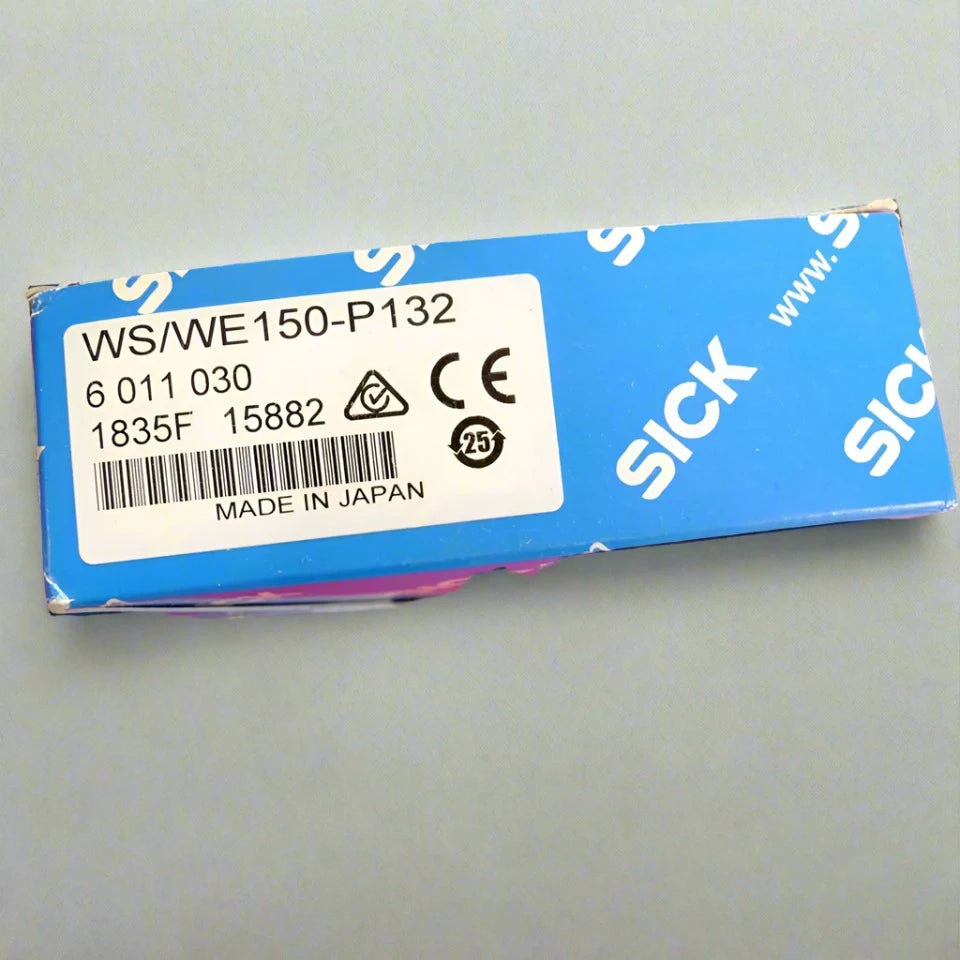 WS/WE150-P132
6 011 030
1835F 15882
CE
25
MADE IN JAPAN
SICK
www.
SICK